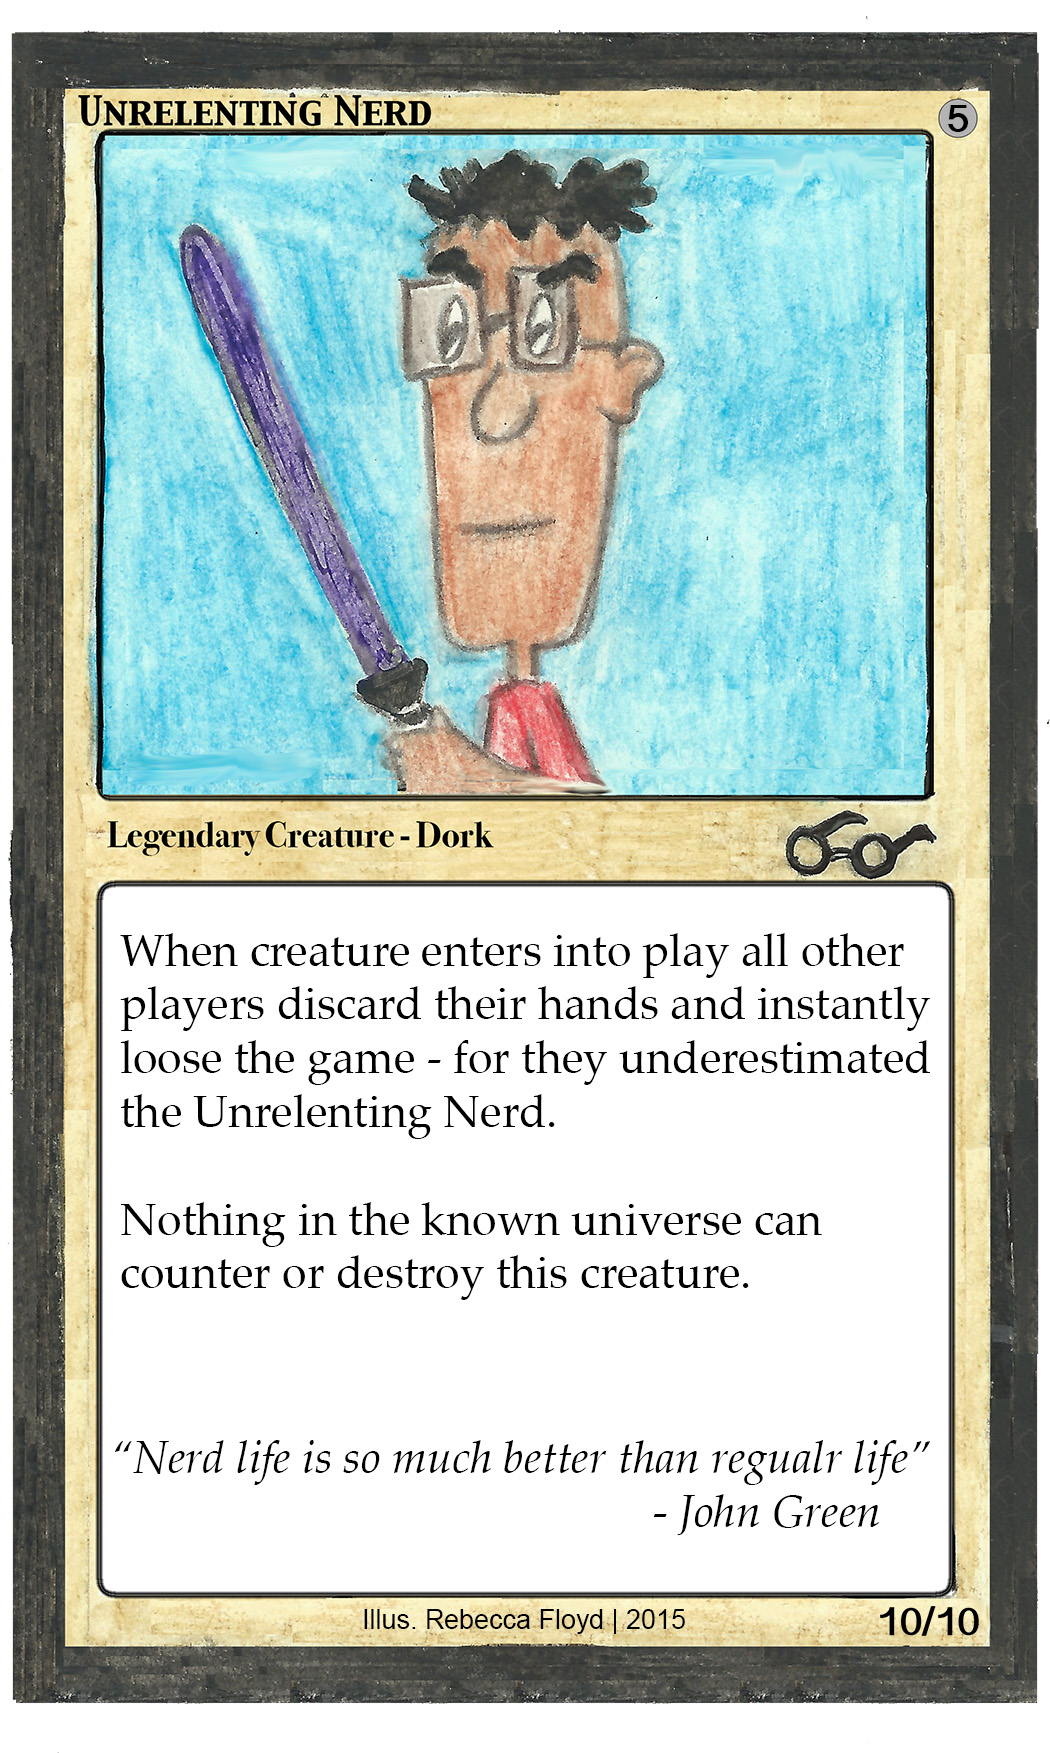 Unrelenting Nerd
5
Legendary Creature - Dork
When creature enters into play all other
players discard their hands and instantly
loose the game - for they underestimated
the Unrelenting Nerd.
Nothing in the known universe can
counter or destroy this creature.
“Nerd life is so much better than regualr life”
- John Green
Illus. Rebecca Floyd | 2015
10/10